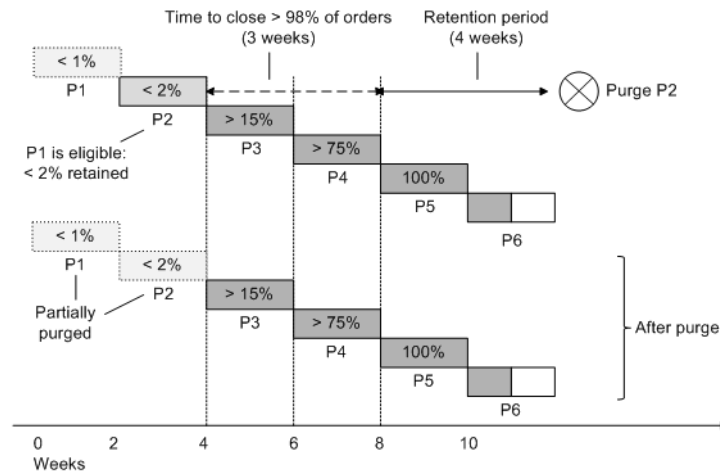 Time to close > 98% of orders
(3 weeks)
Retention period
(4 weeks)
< 1%
P1
< 2%
P2
Purge P2
> 15%
P3
P1 is eligible:
< 2% retained
> 75%
P4
100%
P5
P6
< 1%
P1
< 2%
P2
Partially
purged
> 15%
P3
> 75%
P4
After purge
100%
P5
P6
0 2 4 6 8 10
Weeks